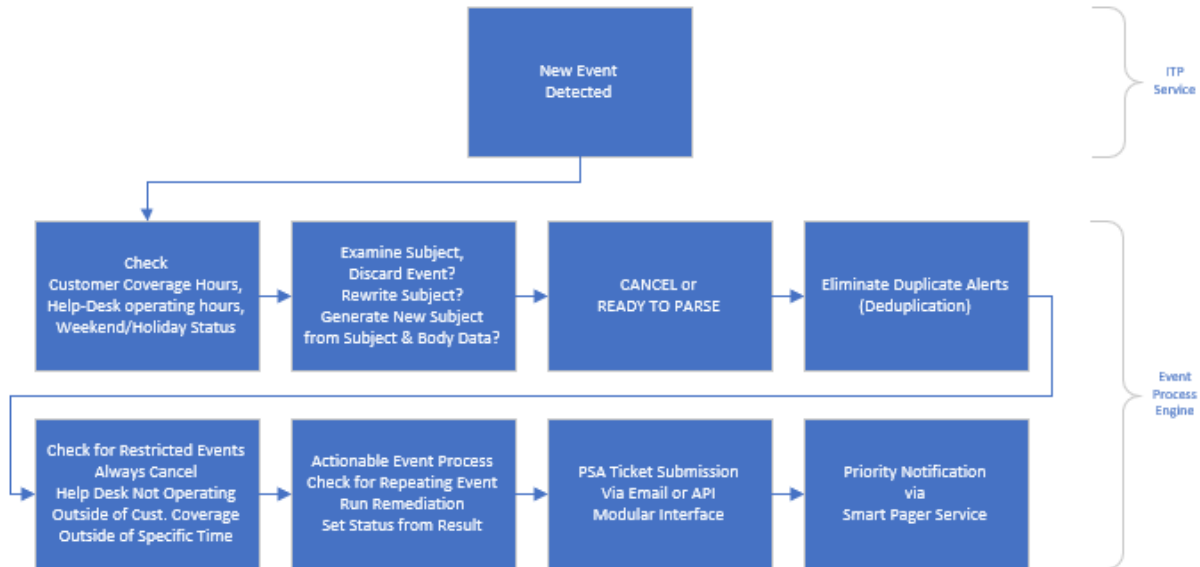 New Event
Detected
ITP
Service
Check
Customer Coverage Hours,
Help-Desk operating hours,
Weekend/Holiday Status
Examine Subject,
Discard Event?
Rewrite Subject?
Generate New Subject
from Subject & Body Data?
CANCEL or
READY TO PARSE
Eliminate Duplicate Alerts
(Deduplication)
Event
Process
Engine
Check for Restricted Events
Always Cancel
Help Desk Not Operating
Outside of Cust. Coverage
Outside of Specific Time
Actionable Event Process
Check for Repeating Event
Run Remediation
Set Status from Result
PSA Ticket Submission
Via Email or API
Modular Interface
Priority Notification
via
Smart Pager Service